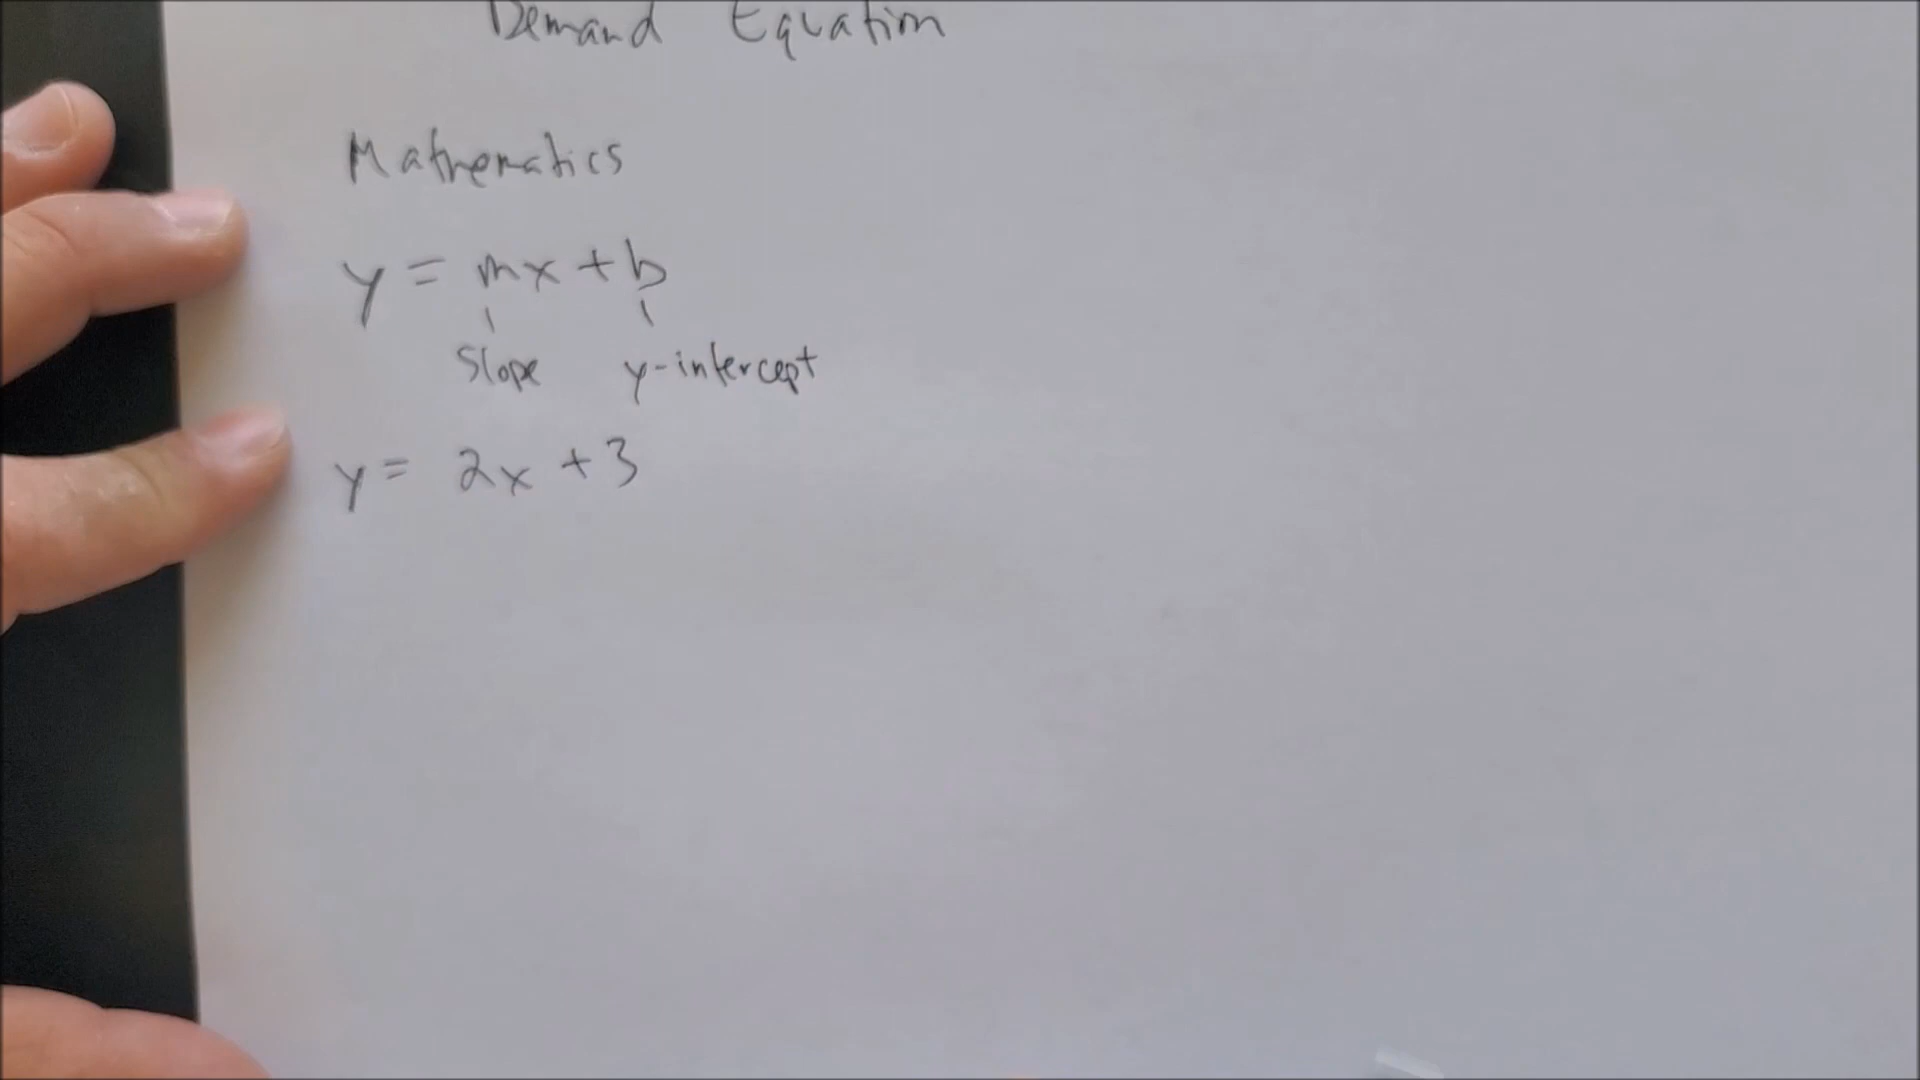 Demand Equation
Mathematics
y = mx + b
Slope y-intercept
y = 2x + 3